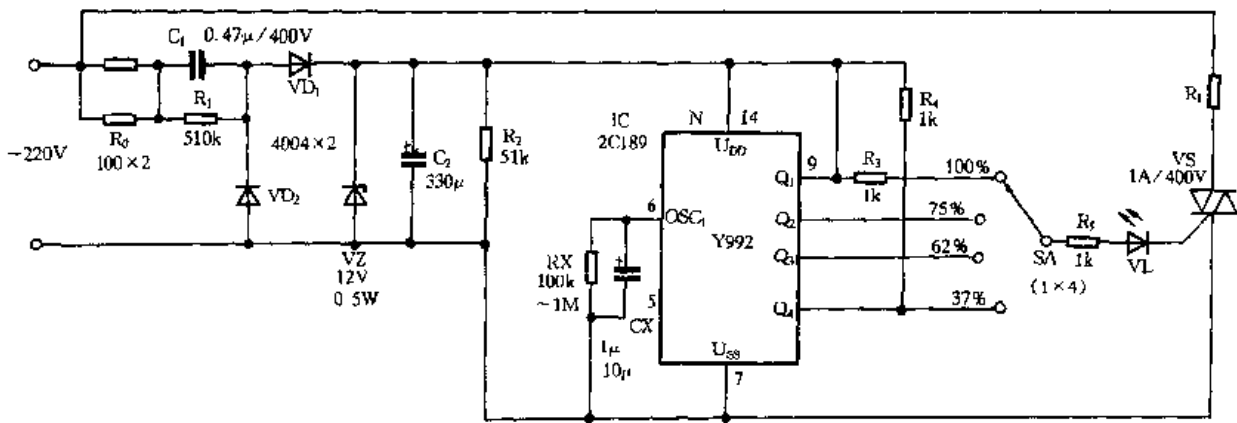 C₁
0.47μ/400V
R₁
510k
R₀
100×2
~220V
VD₁
4004×2
VD₂
VZ
12V
0.5W
C₂
330μ
R₂
51k
IC
2C189
N
14
U_DD
6
OSC₁
Y992
5
RX
100k
~1M
CX
1μ
10μ
U_SS
7
9
Q₁
Q₂
Q₃
Q₄
R₃
1k
R₄
1k
100%
75%
62%
37%
SA
(1×4)
R₅
1k
VL
VS
1A/400V